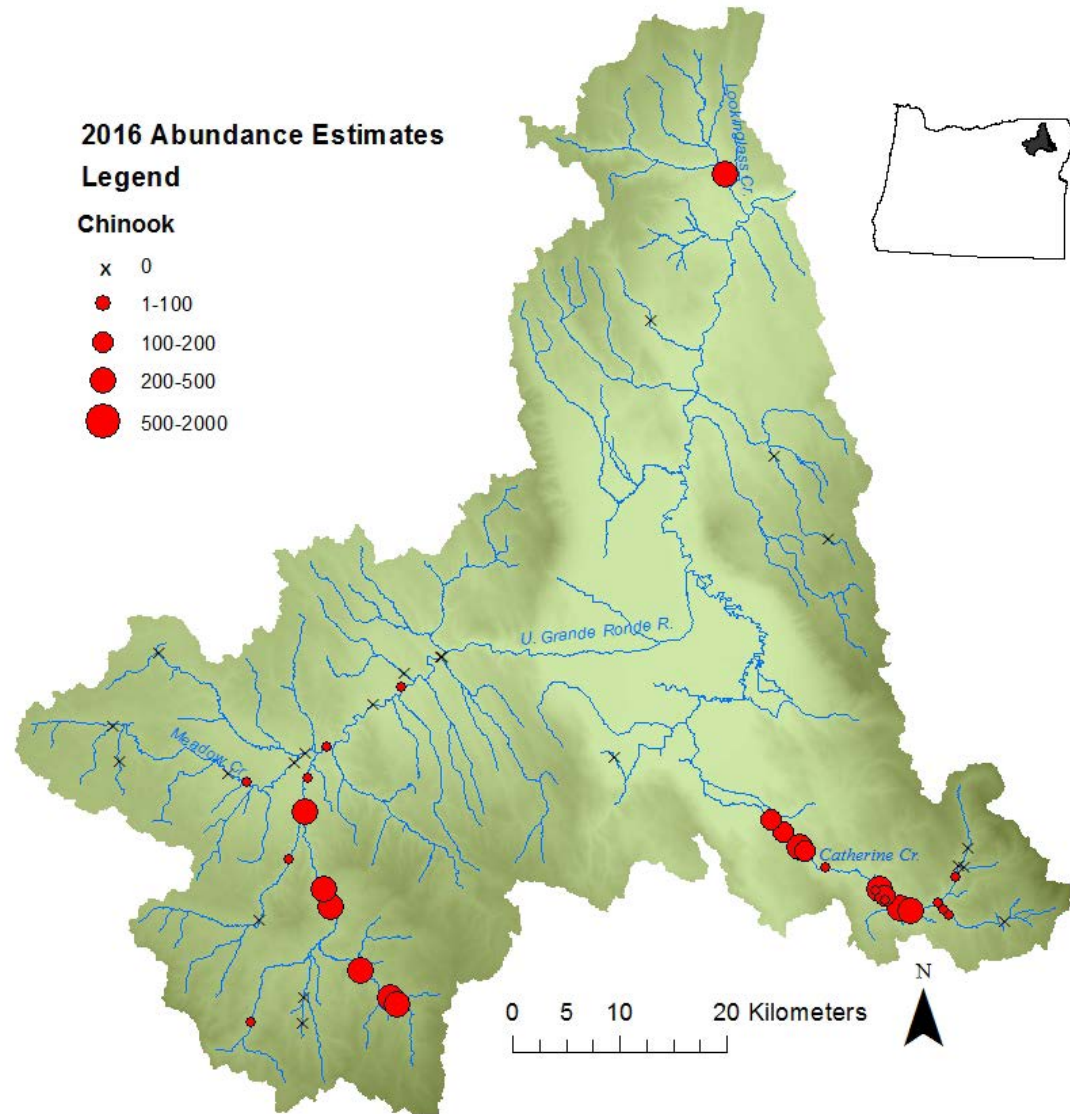 2016 Abundance Estimates
Legend
Chinook
x 0
1-100
100-200
200-500
500-2000
Lookinglass Cr.
U. Grande Ronde R.
Meadow Cr.
Catherine Cr.
N
0 5 10 20 Kilometers